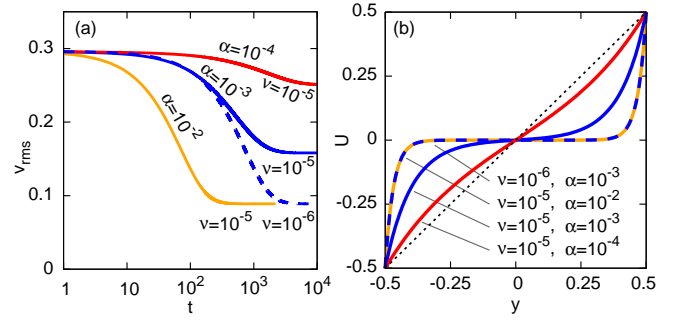 (a)
0.3
0.2
0.1
0
v_rms
1
10
10^2
10^3
10^4
t
α=10^-4
ν=10^-5
α=10^-3
ν=10^-5
α=10^-2
ν=10^-5
ν=10^-6
(b)
0.5
0.25
0
-0.25
-0.5
U
-0.5
-0.25
0
0.25
0.5
y
ν=10^-6, α=10^-3
ν=10^-5, α=10^-2
ν=10^-5, α=10^-3
ν=10^-5, α=10^-4